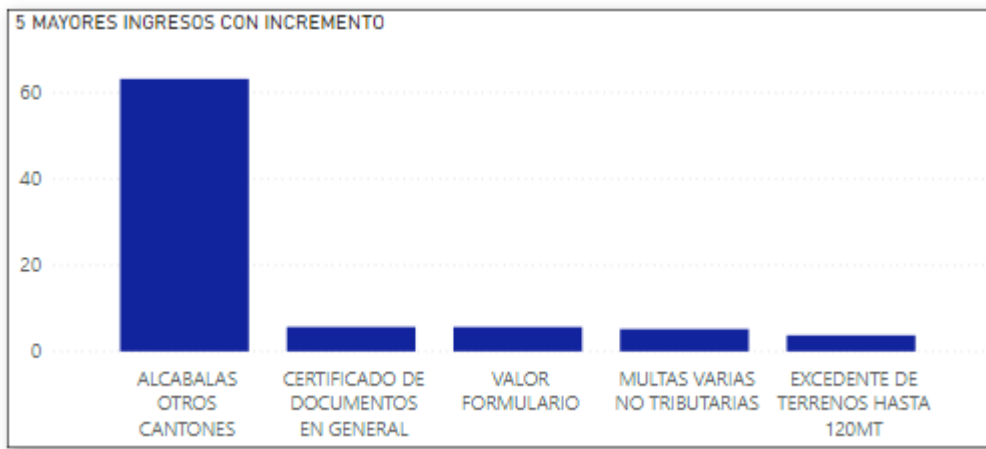 5 MAYORES INGRESOS CON INCREMENTO
60
40
20
0
ALCABALAS
OTROS
CANTONES
CERTIFICADO DE
DOCUMENTOS
EN GENERAL
VALOR
FORMULARIO
MULTAS VARIAS
NO TRIBUTARIAS
EXCEDENTE DE
TERRENOS HASTA
120MT